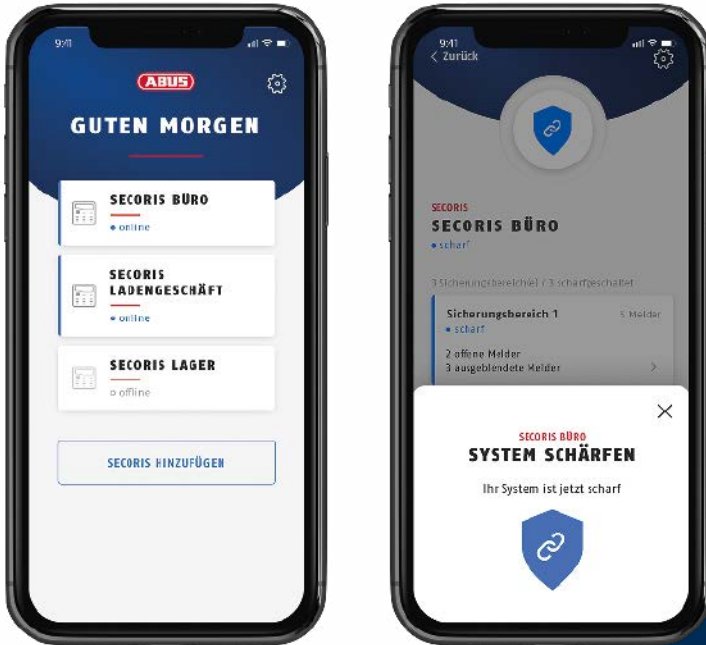 9:41
ABUS
GUTEN MORGEN
SECORIS BÜRO
online
SECORIS
LADENGESCHÄFT
online
SECORIS LAGER
offline
SECORIS HINZUFÜGEN
9:41
Zurück
SECORIS
SECORIS BÜRO
scharf
3 Sicherungsbereich(e) / 3 scharfgeschaltet
Sicherungsbereich 1
5 Melder
scharf
2 offene Melder
3 ausgeblendete Melder
SECORIS BÜRO
SYSTEM SCHÄRFEN
Ihr System ist jetzt scharf